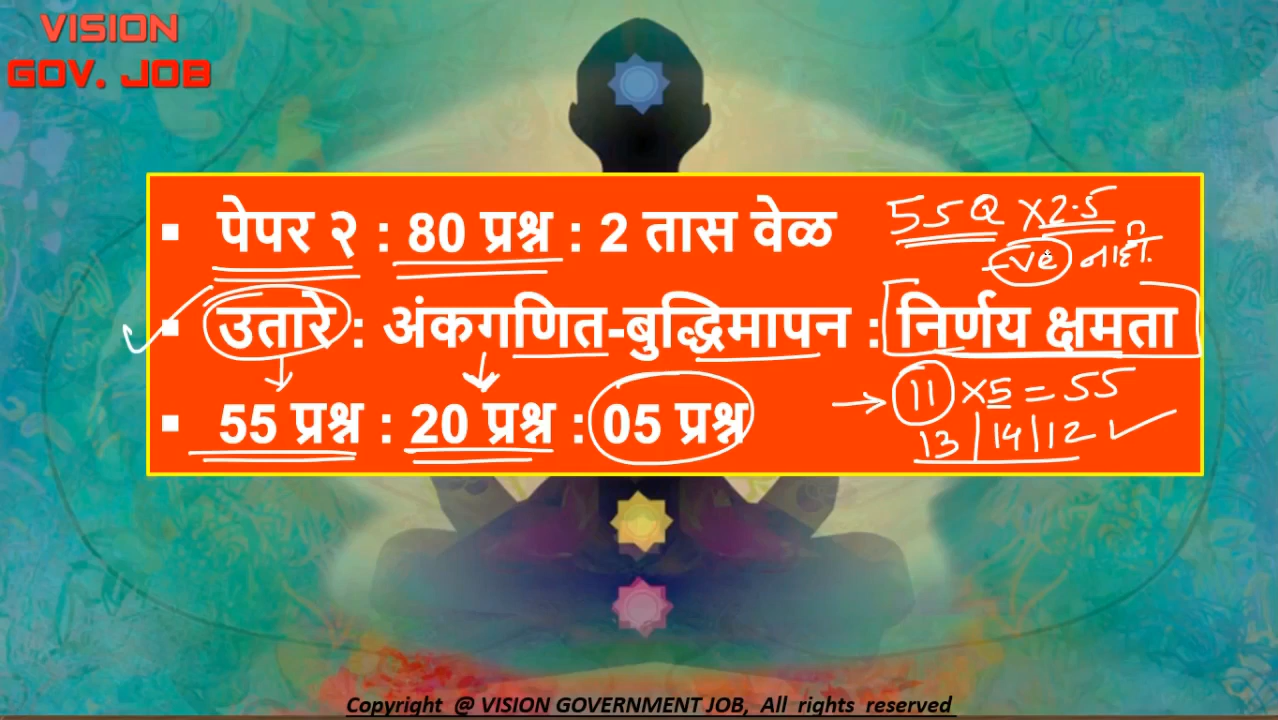 VISION
GOV. JOB
▪ पेपर २ : 80 प्रश्न : 2 तास वेळ
55 Q X 2.5
-ve नाही.
▪ उतारे : अंकगणित-बुद्धिमापन : निर्णय क्षमता
▪ 55 प्रश्न : 20 प्रश्न : 05 प्रश्न
→ 11 X 5 = 55
13 | 14 | 12 ✓
Copyright @ VISION GOVERNMENT JOB, All rights reserved